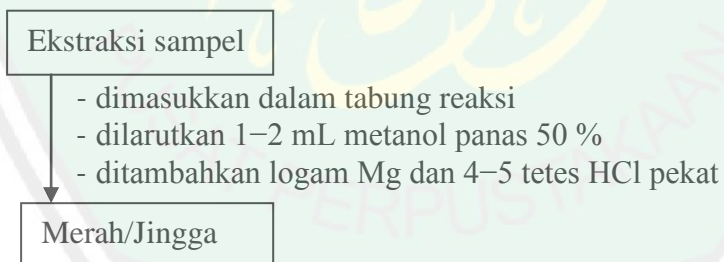 Ekstraksi sampel
- dimasukkan dalam tabung reaksi
- dilarutkan 1−2 mL metanol panas 50 %
- ditambahkan logam Mg dan 4−5 tetes HCl pekat
Merah/Jingga